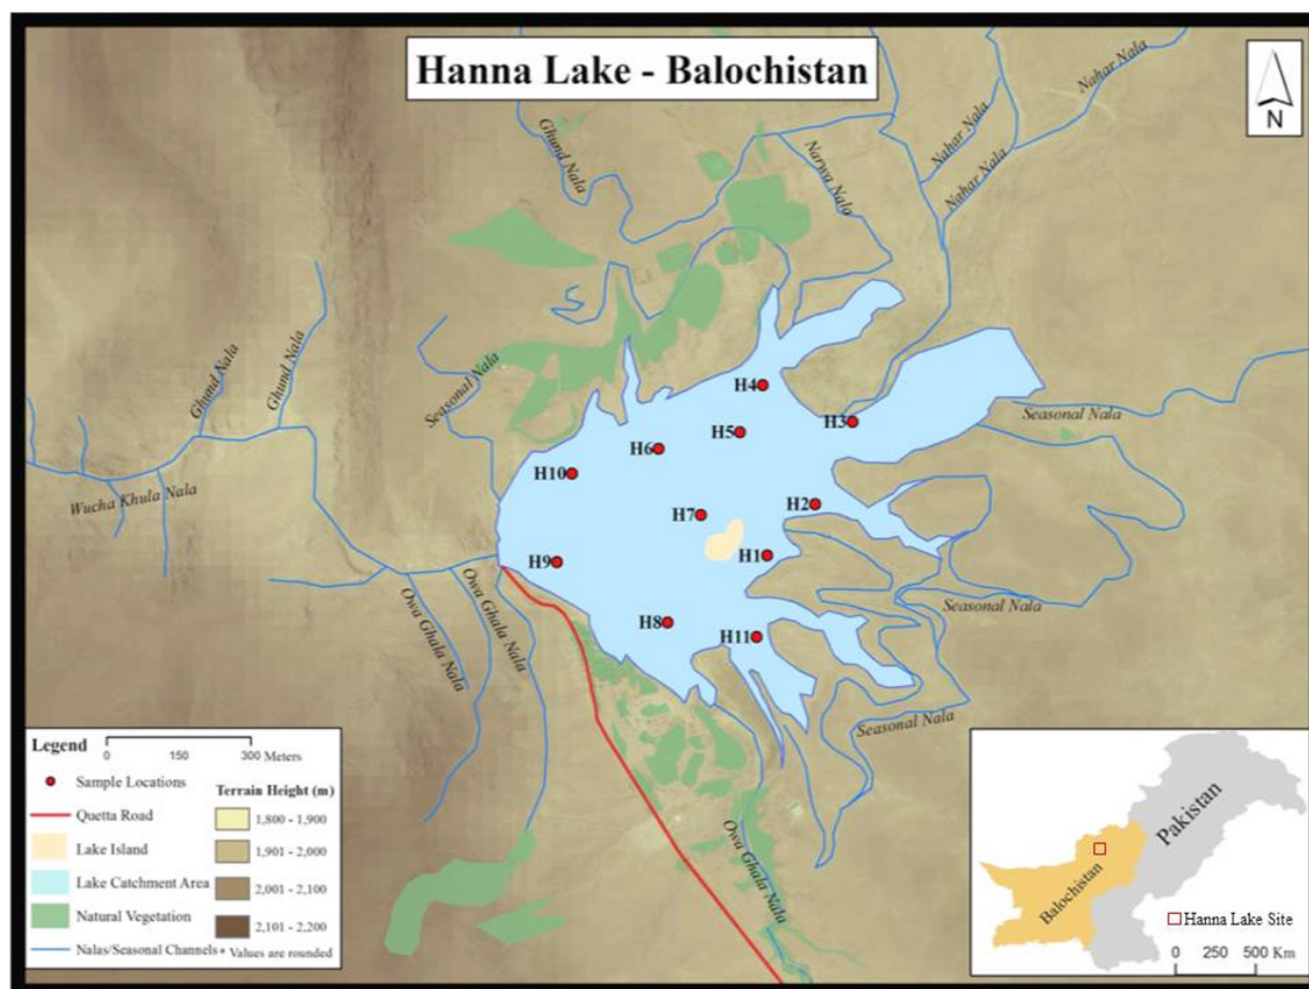 Hanna Lake - Balochistan
N
Ghund Nala
Narwa Nala
Nahar Nala
Nahar Nala
Nahar Nala
Ghund Nala
Ghund Nala
Seasonal Nala
Wucha Khula Nala
H4
H3
H5
H6
H10
H2
H7
H1
H9
H8
H11
Seasonal Nala
Seasonal Nala
Seasonal Nala
Owa Ghala Nala
Owa Ghala Nala
Owa Ghala Nala
Legend
0 150 300 Meters
Sample Locations
Quetta Road
Lake Island
Lake Catchment Area
Natural Vegetation
Nalas/Seasonal Channels
Terrain Height (m)
1,800 - 1,900
1,901 - 2,000
2,001 - 2,100
2,101 - 2,200
* Values are rounded
Pakistan
Balochistan
Hanna Lake Site
0 250 500 Km